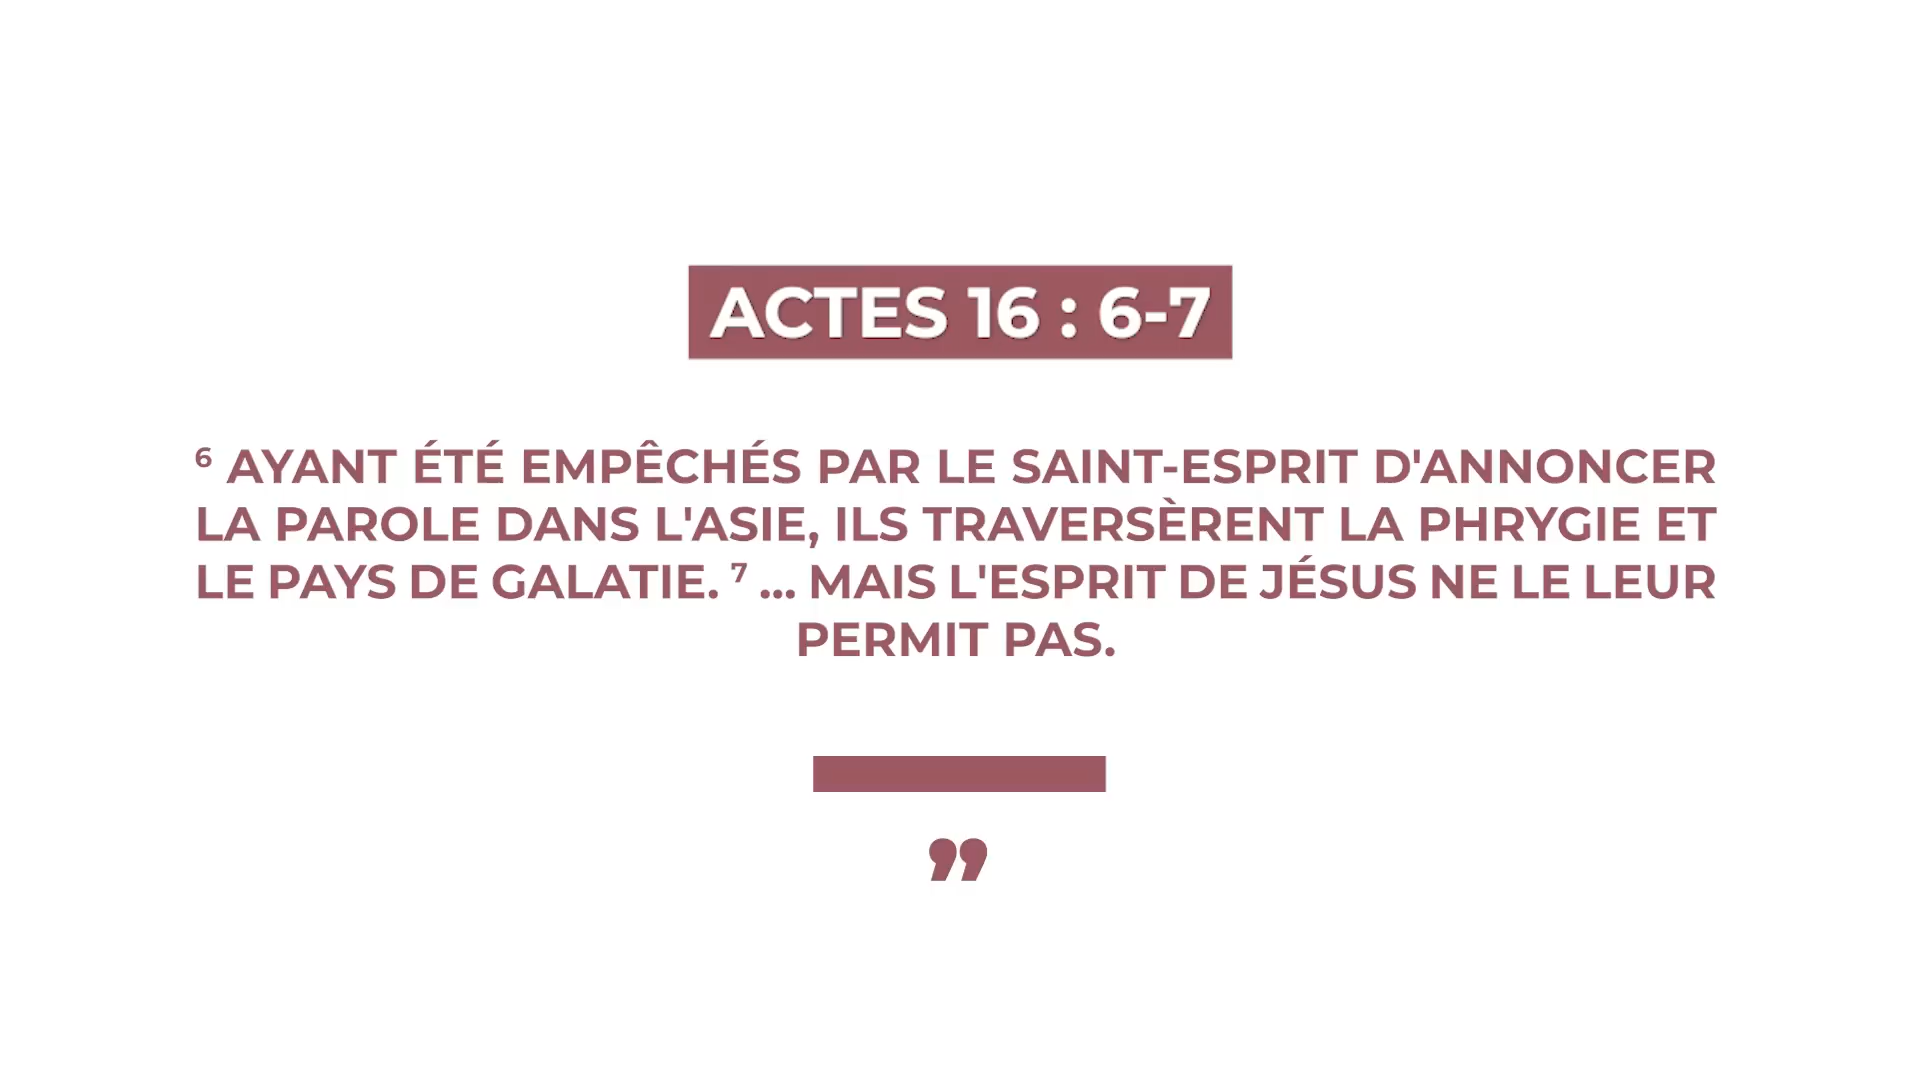 ACTES 16 : 6-7
⁶ AYANT ÉTÉ EMPÊCHÉS PAR LE SAINT-ESPRIT D'ANNONCER
LA PAROLE DANS L'ASIE, ILS TRAVERSÈRENT LA PHRYGIE ET
LE PAYS DE GALATIE. ⁷ ... MAIS L'ESPRIT DE JÉSUS NE LE LEUR
PERMIT PAS.
”